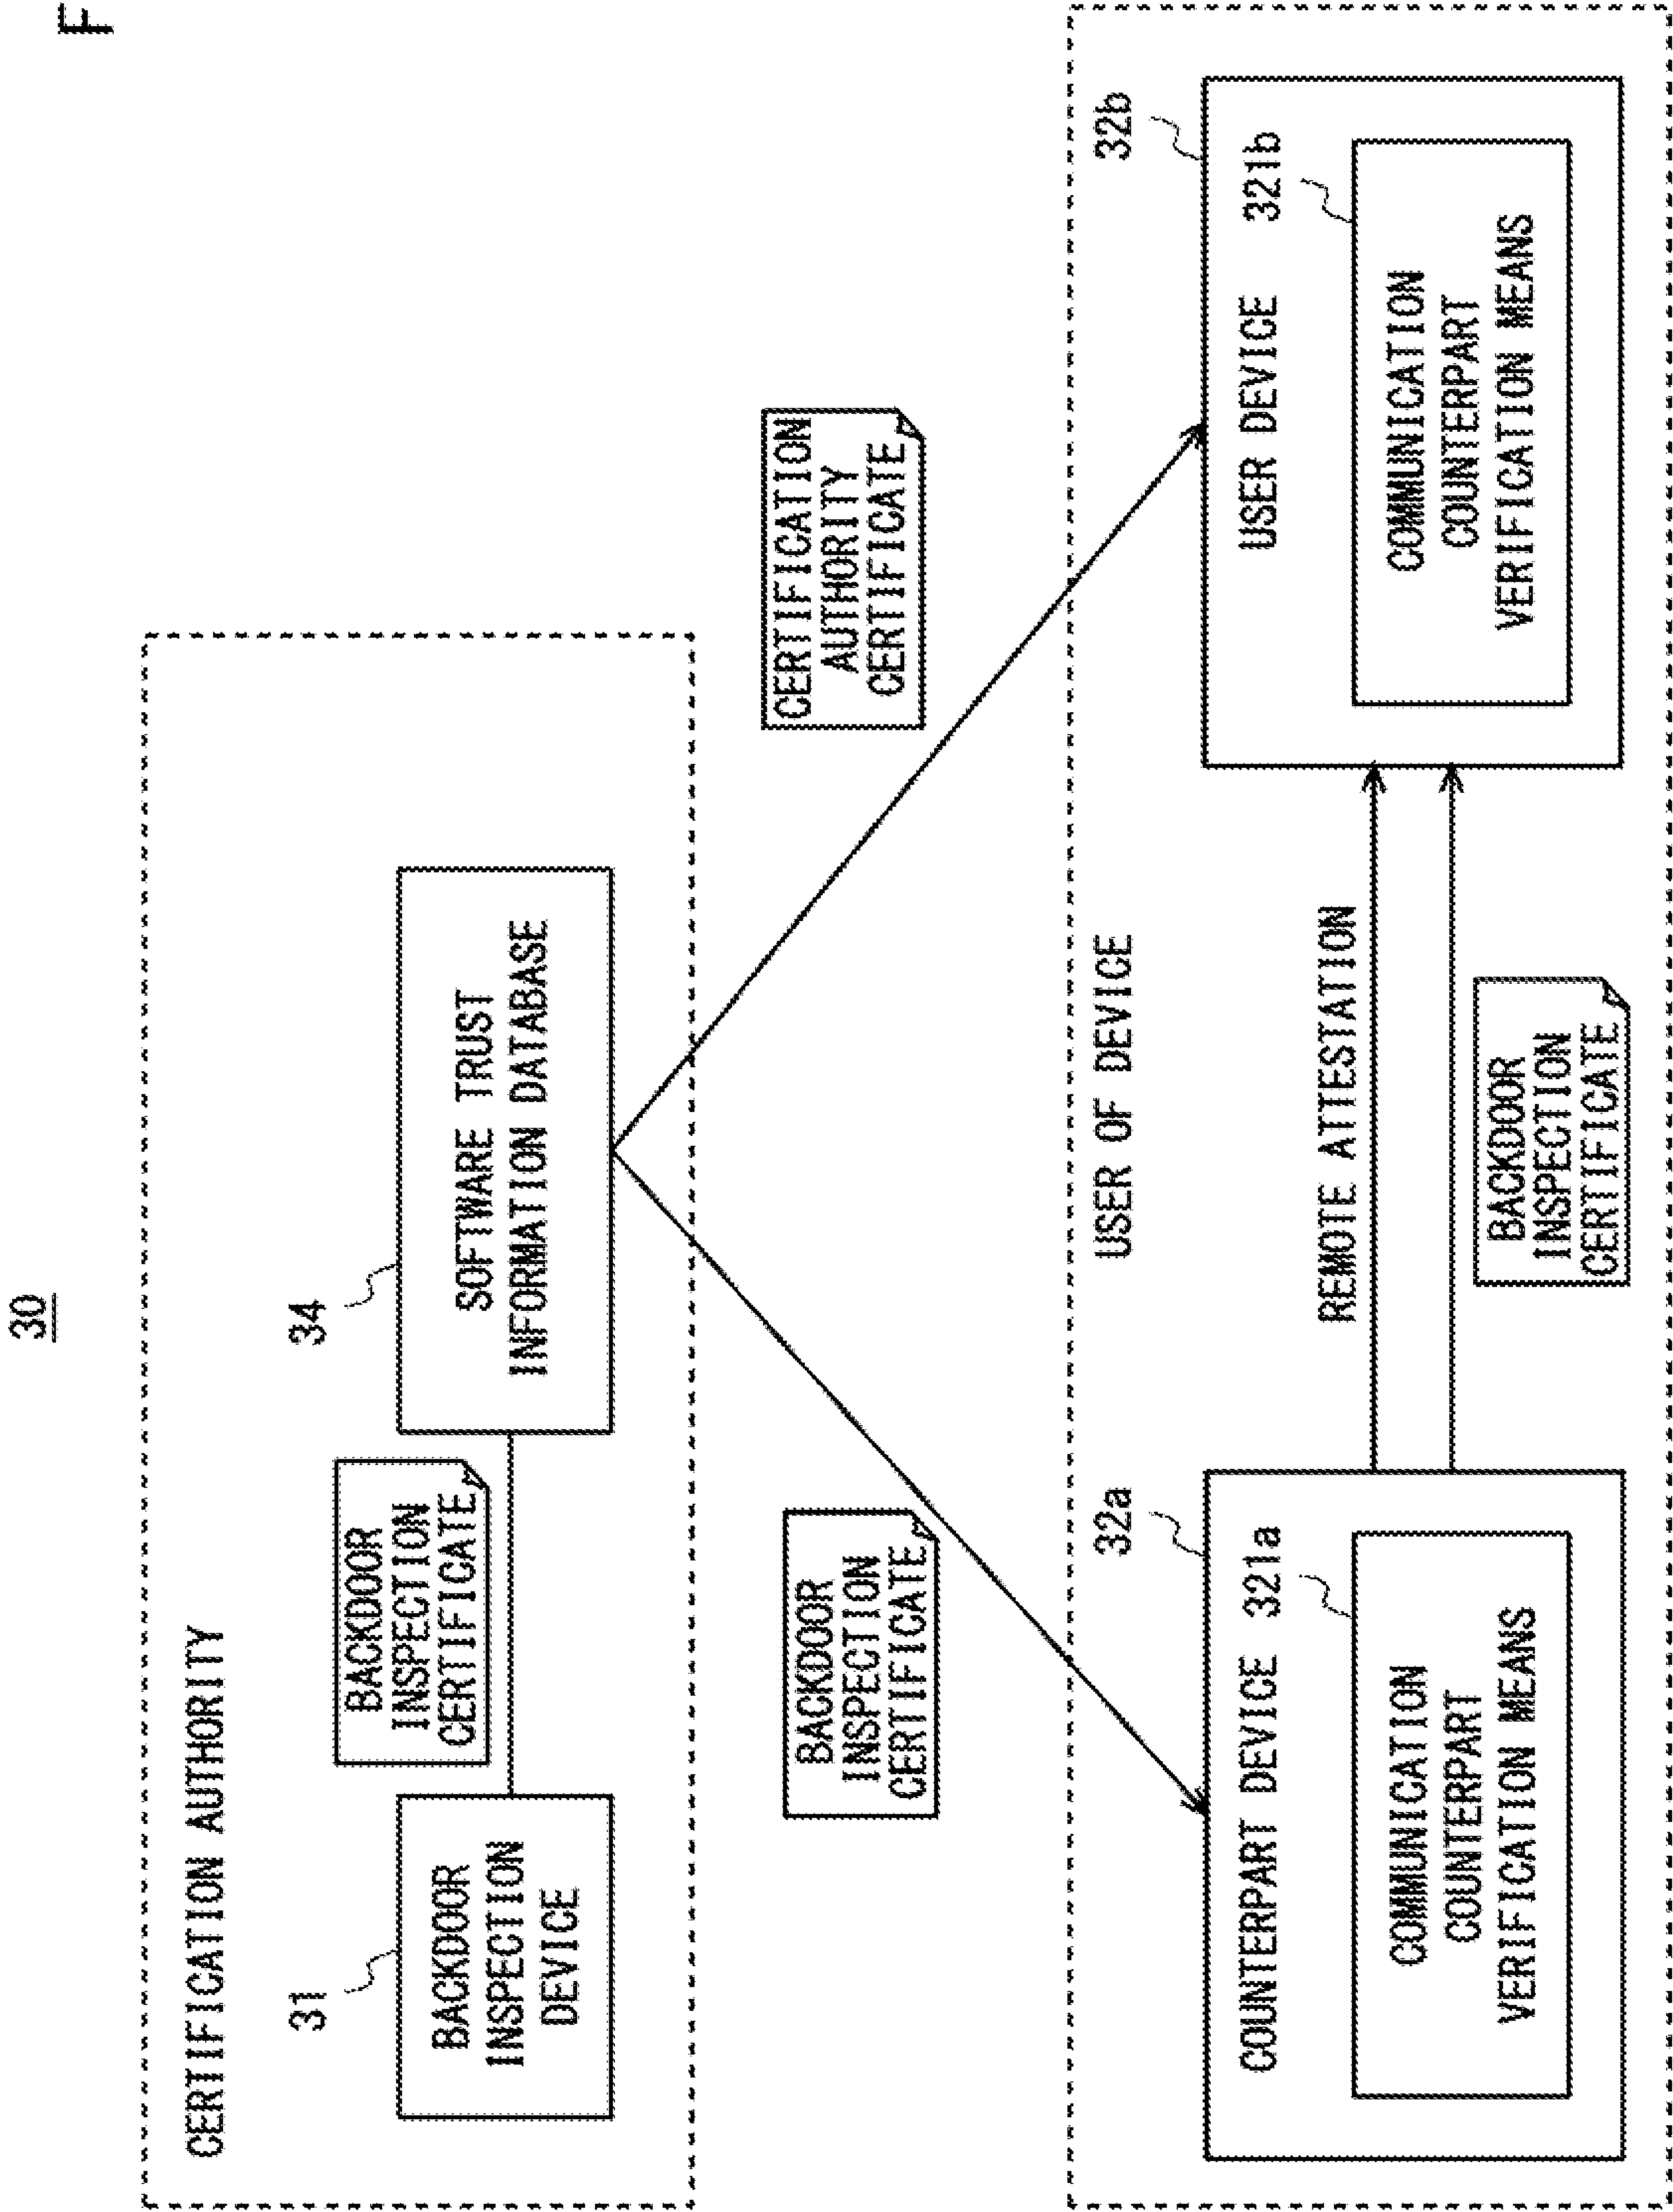 F
30
CERTIFICATION AUTHORITY
31
BACKDOOR
INSPECTION
DEVICE
BACKDOOR
INSPECTION
CERTIFICATE
34
SOFTWARE TRUST
INFORMATION DATABASE
BACKDOOR
INSPECTION
CERTIFICATE
CERTIFICATION
AUTHORITY
CERTIFICATE
USER OF DEVICE
32a
COUNTERPART DEVICE
321a
COMMUNICATION
COUNTERPART
VERIFICATION MEANS
REMOTE ATTESTATION
BACKDOOR
INSPECTION
CERTIFICATE
32b
USER DEVICE
321b
COMMUNICATION
COUNTERPART
VERIFICATION MEANS